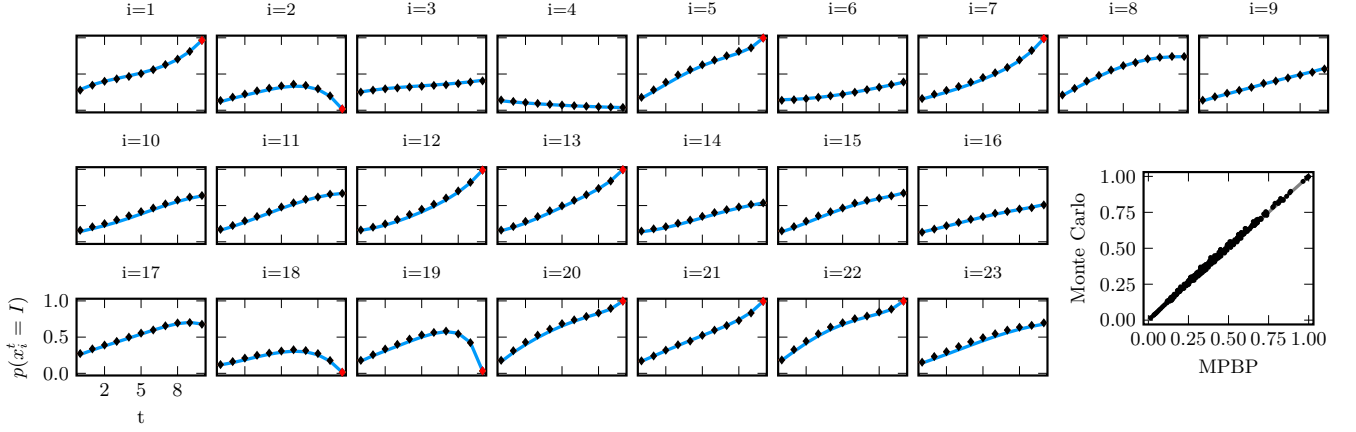 i=1 i=2 i=3 i=4 i=5 i=6 i=7 i=8 i=9
i=10 i=11 i=12 i=13 i=14 i=15 i=16
i=17 i=18 i=19 i=20 i=21 i=22 i=23
p(x_i^t = I)
1.0
0.5
0.0
2 5 8
t
Monte Carlo
1.00
0.75
0.50
0.25
0.00
0.00 0.25 0.50 0.75 1.00
MPBP